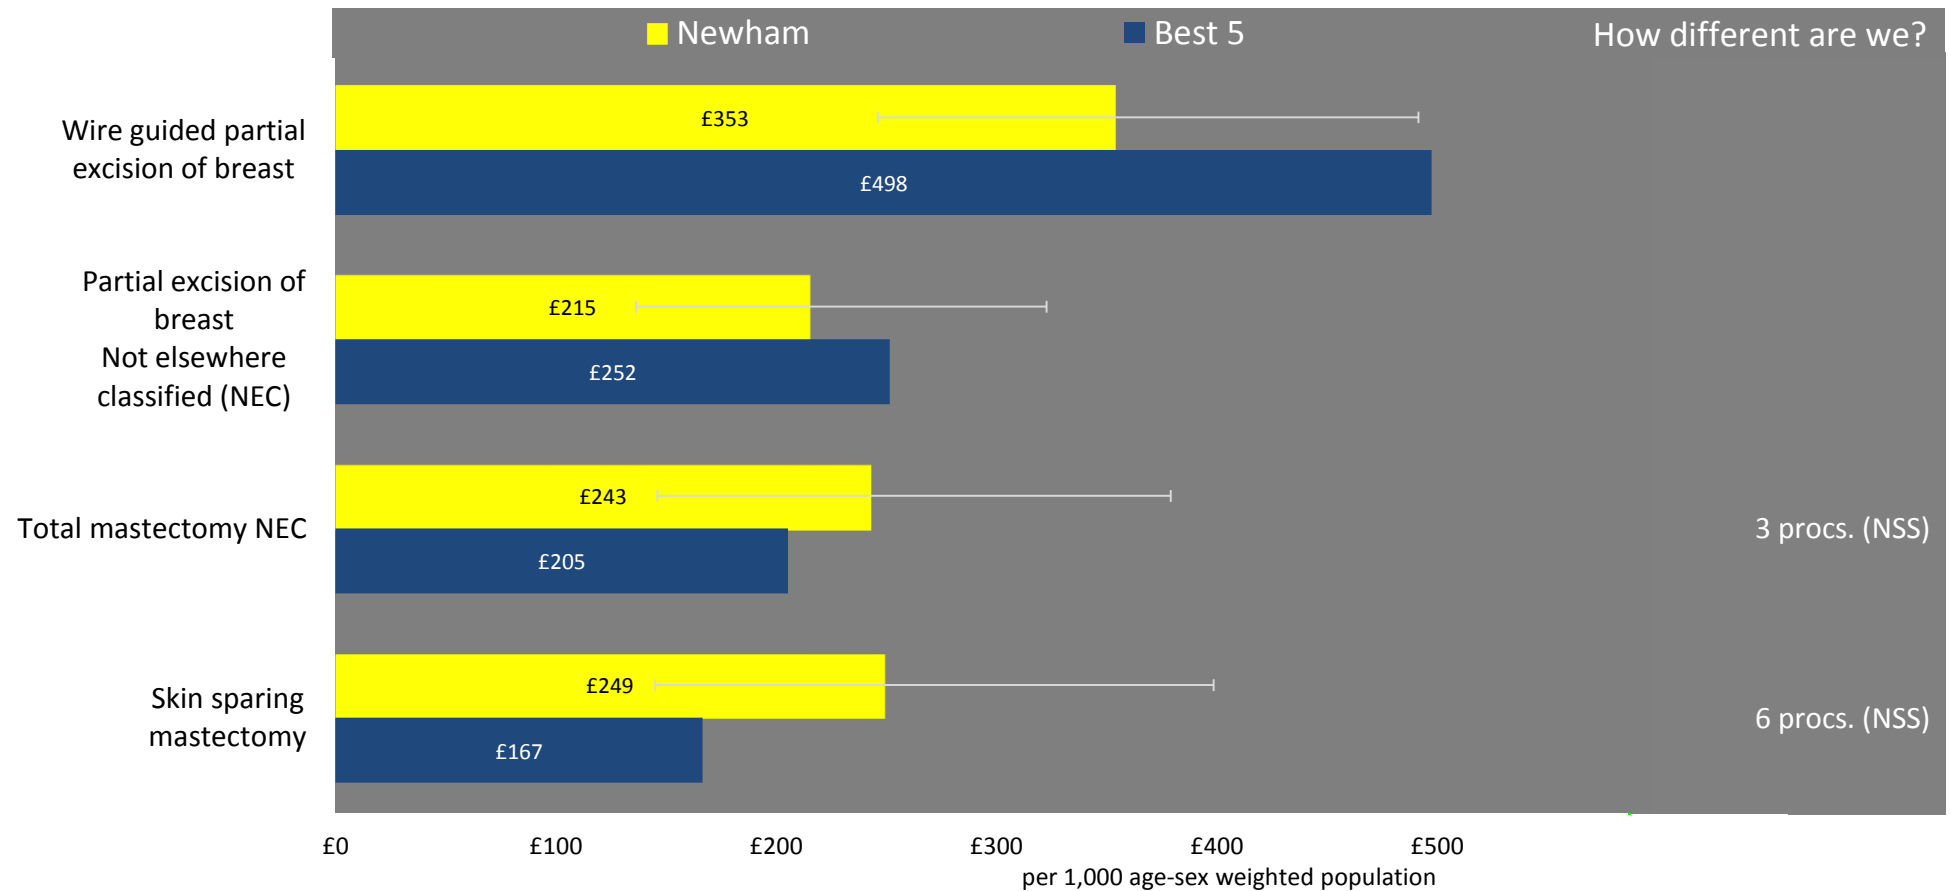 Newham
Best 5
How different are we?
Wire guided partial
excision of breast
£353
£498
Partial excision of
breast
Not elsewhere
classified (NEC)
£215
£252
Total mastectomy NEC
£243
£205
3 procs. (NSS)
Skin sparing
mastectomy
£249
£167
6 procs. (NSS)
£0
£100
£200
£300
£400
£500
per 1,000 age-sex weighted population